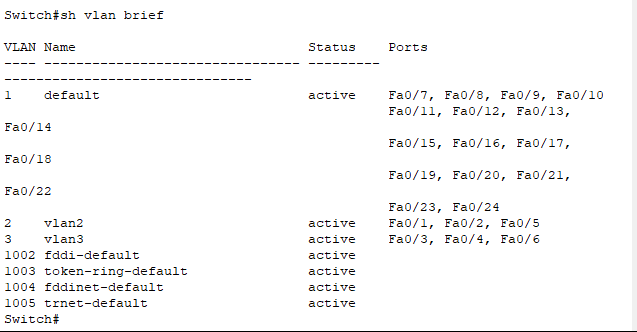 Switch#sh vlan brief
VLAN Name Status Ports
---- -------------------------------- ---------
-------------------------------
1 default active Fa0/7, Fa0/8, Fa0/9, Fa0/10
Fa0/11, Fa0/12, Fa0/13,
Fa0/14
Fa0/15, Fa0/16, Fa0/17,
Fa0/18
Fa0/19, Fa0/20, Fa0/21,
Fa0/22
Fa0/23, Fa0/24
2 vlan2 active Fa0/1, Fa0/2, Fa0/5
3 vlan3 active Fa0/3, Fa0/4, Fa0/6
1002 fddi-default active
1003 token-ring-default active
1004 fddinet-default active
1005 trnet-default active
Switch#